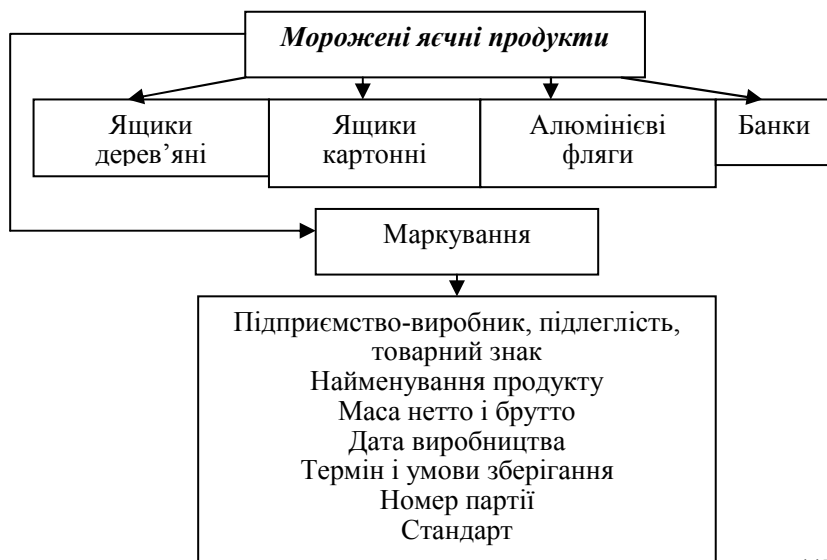 Морожені яєчні продукти
Ящики
дерев’яні
Ящики
картонні
Алюмінієві
фляги
Банки
Маркування
Підприємство-виробник, підлеглість,
товарний знак
Найменування продукту
Маса нетто і брутто
Дата виробництва
Термін і умови зберігання
Номер партії
Стандарт